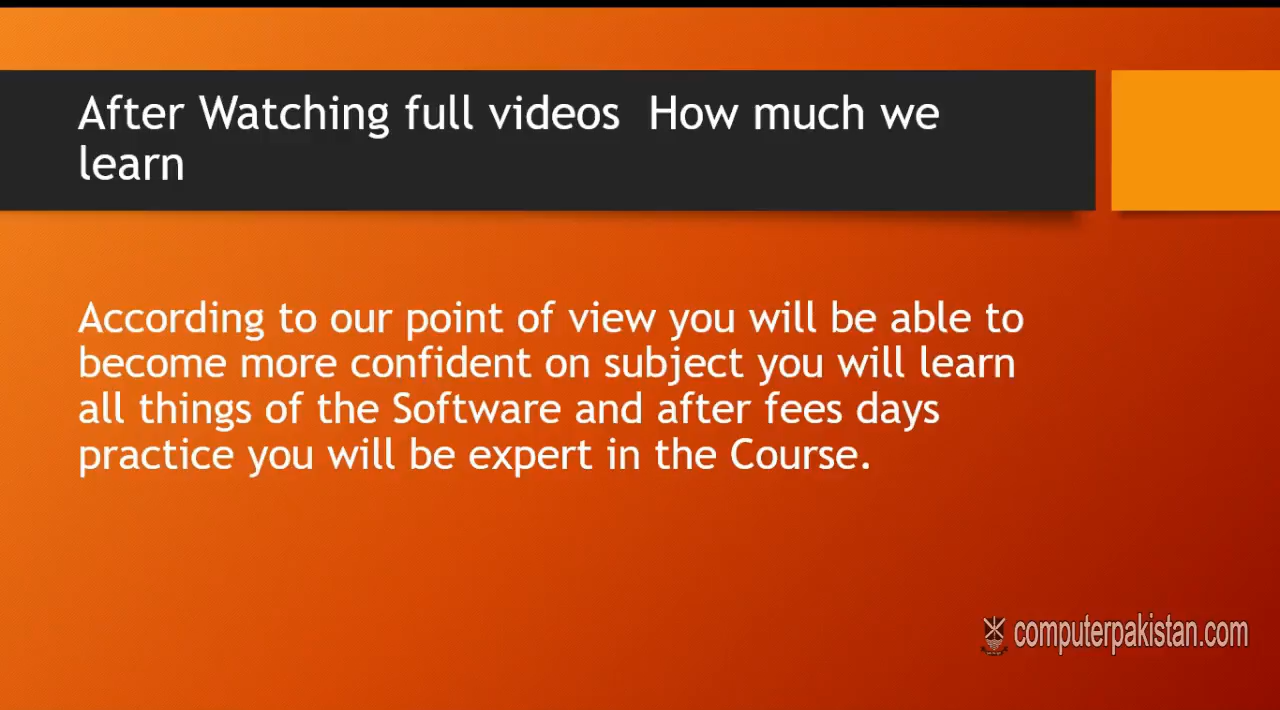 After Watching full videos  How much we
learn
According to our point of view you will be able to
become more confident on subject you will learn
all things of the Software and after fees days
practice you will be expert in the Course.
computerpakistan.com